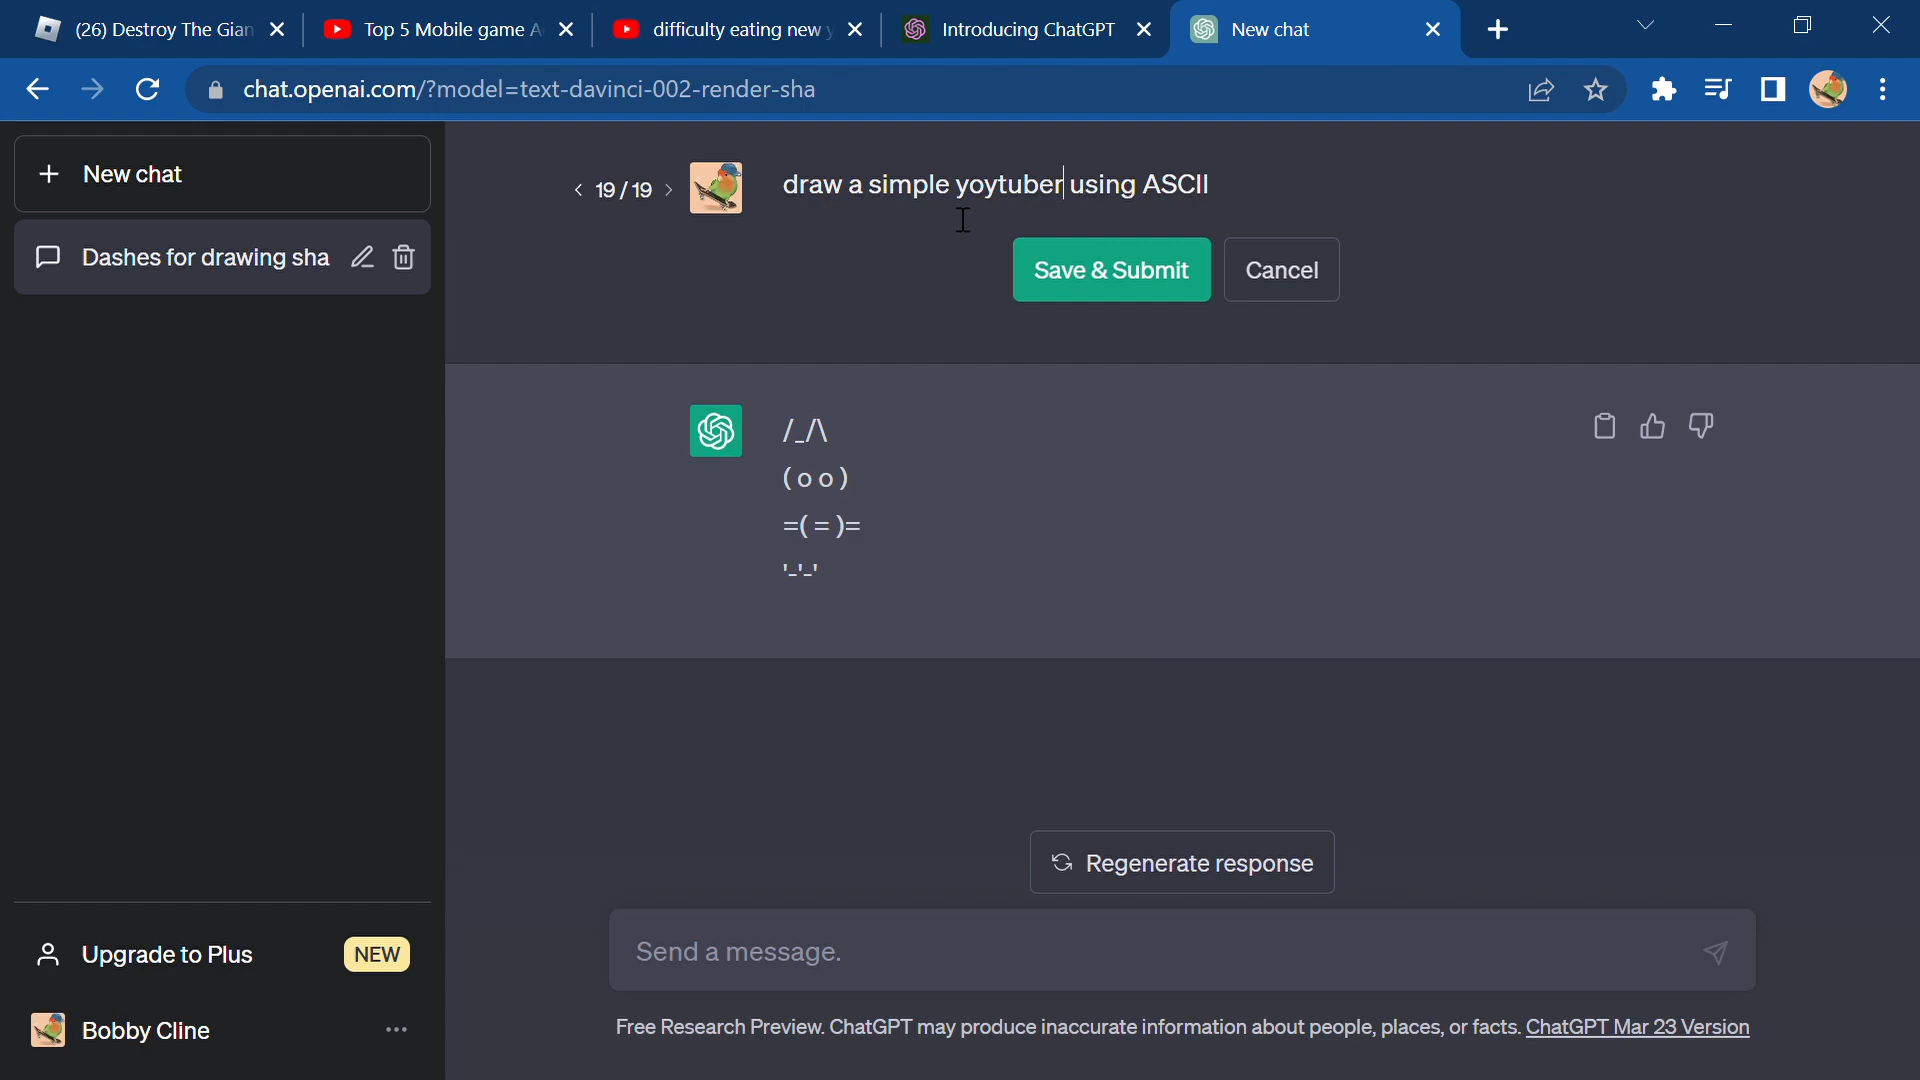 (26) Destroy The Gian
Top 5 Mobile game A
difficulty eating new y
Introducing ChatGPT
New chat
chat.openai.com/?model=text-davinci-002-render-sha
New chat
Dashes for drawing sha
19 / 19
draw a simple yoytuber using ASCII
Save & Submit
Cancel
/_/\
( o o )
=( = )=
'-'-'
Regenerate response
Send a message.
Upgrade to Plus
NEW
Bobby Cline
Free Research Preview. ChatGPT may produce inaccurate information about people, places, or facts. ChatGPT Mar 23 Version